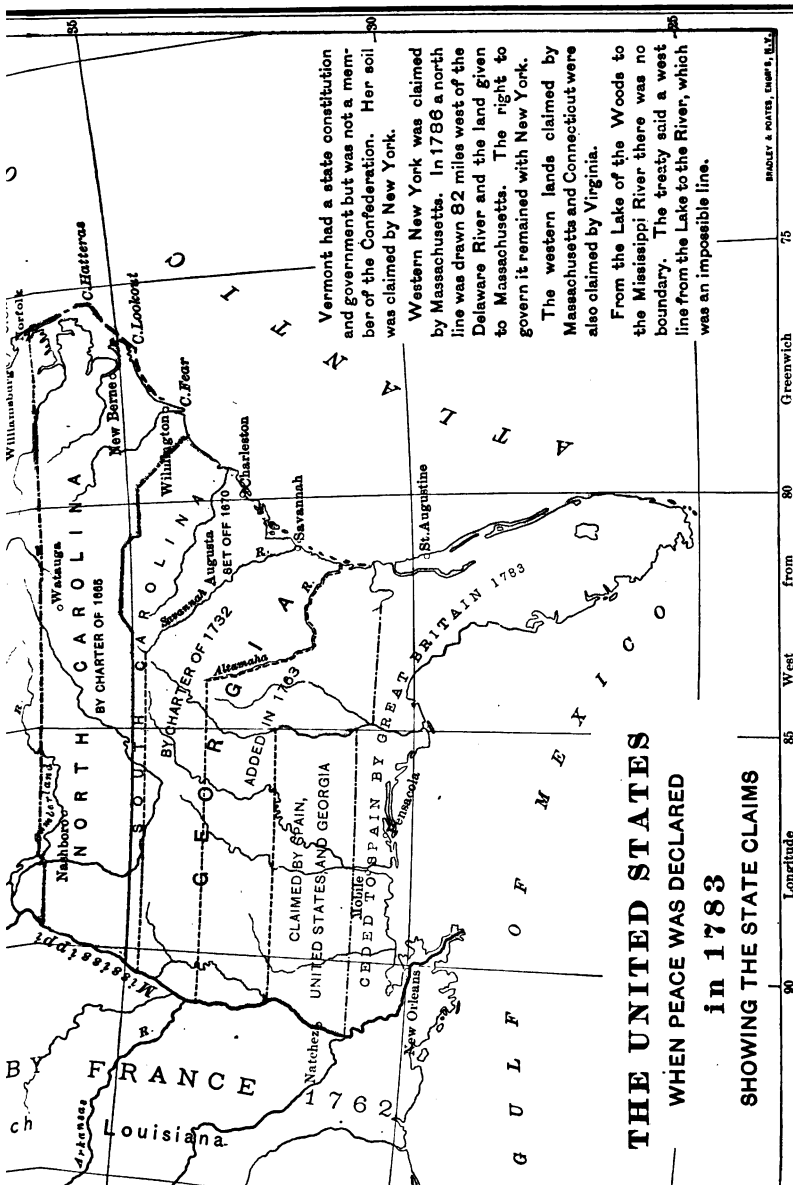 Vermont had a state constitution
and government but was not a mem-
ber of the Confederation. Her soil
was claimed by New York.
Western New York was claimed
by Massachusetts. In 1786 a north
line was drawn 82 miles west of the
Delaware River and the land given
to Massachusetts. The right to
govern it remained with New York.
The western lands claimed by
Massachusetts and Connecticut were
also claimed by Virginia.
From the Lake of the Woods to
the Mississippi River there was no
boundary. The treaty said a west
line from the Lake to the River, which
was an impossible line.
BRADLEY & POATES, ENGR'S, N.Y.
THE UNITED STATES
WHEN PEACE WAS DECLARED
in 1783
SHOWING THE STATE CLAIMS
Williamsburg
Norfolk
C. Hatteras
C. Lookout
New Berne
C. Fear
Wilmington
Charleston
Savannah
St. Augustine
Watauga
NORTH CAROLINA
BY CHARTER OF 1665
R.
Nashboro
SOUTH CAROLINA
SET OFF 1670
Augusta
Savannah R.
BY CHARTER OF 1732
GEORGIA
Altamaha R.
ADDED IN 1763
CLAIMED BY SPAIN,
UNITED STATES, AND GEORGIA
CEDED TO SPAIN BY GREAT BRITAIN 1783
Mobile
Pensacola
New Orleans
Natchez
Mississippi
R.
Arkansas
BY FRANCE 1762
ch Louisiana
GULF OF MEXICO
ATLANTIC
O
35
30
25
Longitude West from Greenwich
90
85
80
75